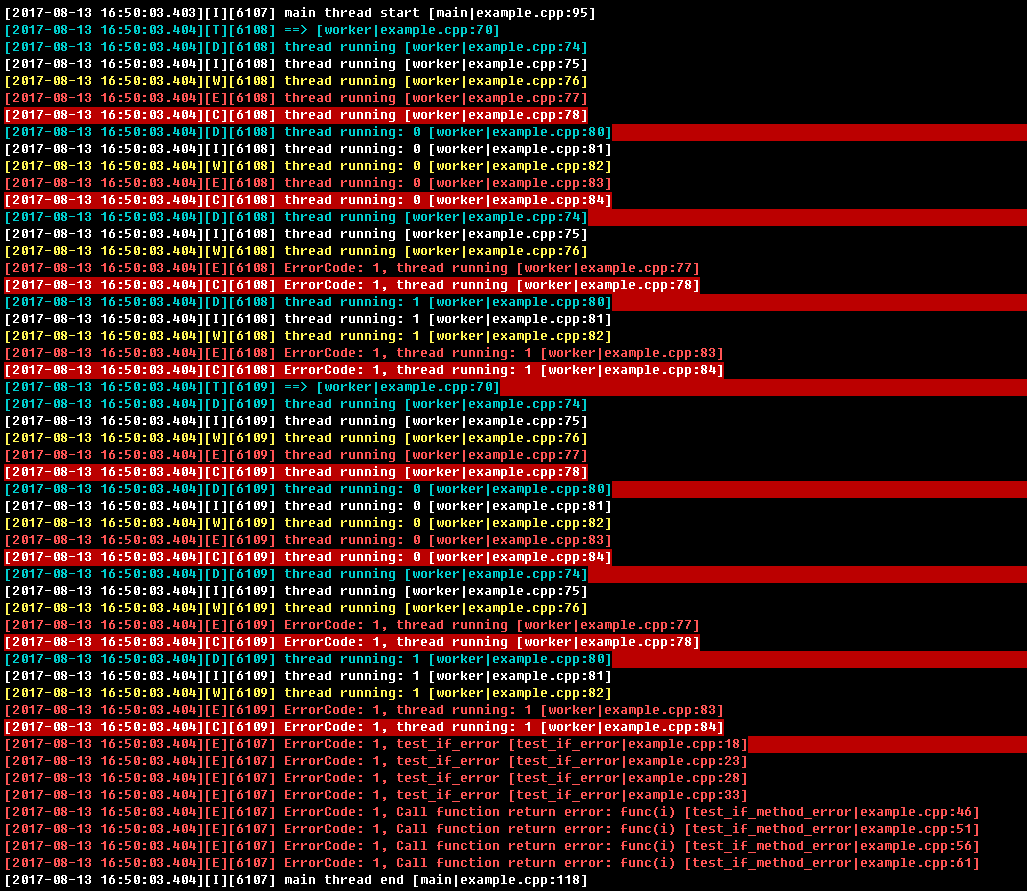 [2017-08-13 16:50:03.403][I][6107] main thread start [main|example.cpp:95]
[2017-08-13 16:50:03.404][T][6108] ==> [worker|example.cpp:70]
[2017-08-13 16:50:03.404][D][6108] thread running [worker|example.cpp:74]
[2017-08-13 16:50:03.404][I][6108] thread running [worker|example.cpp:75]
[2017-08-13 16:50:03.404][W][6108] thread running [worker|example.cpp:76]
[2017-08-13 16:50:03.404][E][6108] thread running [worker|example.cpp:77]
[2017-08-13 16:50:03.404][C][6108] thread running [worker|example.cpp:78]
[2017-08-13 16:50:03.404][D][6108] thread running: 0 [worker|example.cpp:80]
[2017-08-13 16:50:03.404][I][6108] thread running: 0 [worker|example.cpp:81]
[2017-08-13 16:50:03.404][W][6108] thread running: 0 [worker|example.cpp:82]
[2017-08-13 16:50:03.404][E][6108] thread running: 0 [worker|example.cpp:83]
[2017-08-13 16:50:03.404][C][6108] thread running: 0 [worker|example.cpp:84]
[2017-08-13 16:50:03.404][D][6108] thread running [worker|example.cpp:74]
[2017-08-13 16:50:03.404][I][6108] thread running [worker|example.cpp:75]
[2017-08-13 16:50:03.404][W][6108] thread running [worker|example.cpp:76]
[2017-08-13 16:50:03.404][E][6108] ErrorCode: 1, thread running [worker|example.cpp:77]
[2017-08-13 16:50:03.404][C][6108] ErrorCode: 1, thread running [worker|example.cpp:78]
[2017-08-13 16:50:03.404][D][6108] thread running: 1 [worker|example.cpp:80]
[2017-08-13 16:50:03.404][I][6108] thread running: 1 [worker|example.cpp:81]
[2017-08-13 16:50:03.404][W][6108] thread running: 1 [worker|example.cpp:82]
[2017-08-13 16:50:03.404][E][6108] ErrorCode: 1, thread running: 1 [worker|example.cpp:83]
[2017-08-13 16:50:03.404][C][6108] ErrorCode: 1, thread running: 1 [worker|example.cpp:84]
[2017-08-13 16:50:03.404][T][6109] ==> [worker|example.cpp:70]
[2017-08-13 16:50:03.404][D][6109] thread running [worker|example.cpp:74]
[2017-08-13 16:50:03.404][I][6109] thread running [worker|example.cpp:75]
[2017-08-13 16:50:03.404][W][6109] thread running [worker|example.cpp:76]
[2017-08-13 16:50:03.404][E][6109] thread running [worker|example.cpp:77]
[2017-08-13 16:50:03.404][C][6109] thread running [worker|example.cpp:78]
[2017-08-13 16:50:03.404][D][6109] thread running: 0 [worker|example.cpp:80]
[2017-08-13 16:50:03.404][I][6109] thread running: 0 [worker|example.cpp:81]
[2017-08-13 16:50:03.404][W][6109] thread running: 0 [worker|example.cpp:82]
[2017-08-13 16:50:03.404][E][6109] thread running: 0 [worker|example.cpp:83]
[2017-08-13 16:50:03.404][C][6109] thread running: 0 [worker|example.cpp:84]
[2017-08-13 16:50:03.404][D][6109] thread running [worker|example.cpp:74]
[2017-08-13 16:50:03.404][I][6109] thread running [worker|example.cpp:75]
[2017-08-13 16:50:03.404][W][6109] thread running [worker|example.cpp:76]
[2017-08-13 16:50:03.404][E][6109] ErrorCode: 1, thread running [worker|example.cpp:77]
[2017-08-13 16:50:03.404][C][6109] ErrorCode: 1, thread running [worker|example.cpp:78]
[2017-08-13 16:50:03.404][D][6109] thread running: 1 [worker|example.cpp:80]
[2017-08-13 16:50:03.404][I][6109] thread running: 1 [worker|example.cpp:81]
[2017-08-13 16:50:03.404][W][6109] thread running: 1 [worker|example.cpp:82]
[2017-08-13 16:50:03.404][E][6109] ErrorCode: 1, thread running: 1 [worker|example.cpp:83]
[2017-08-13 16:50:03.404][C][6109] ErrorCode: 1, thread running: 1 [worker|example.cpp:84]
[2017-08-13 16:50:03.404][E][6107] ErrorCode: 1, test_if_error [test_if_error|example.cpp:18]
[2017-08-13 16:50:03.404][E][6107] ErrorCode: 1, test_if_error [test_if_error|example.cpp:23]
[2017-08-13 16:50:03.404][E][6107] ErrorCode: 1, test_if_error [test_if_error|example.cpp:28]
[2017-08-13 16:50:03.404][E][6107] ErrorCode: 1, test_if_error [test_if_error|example.cpp:33]
[2017-08-13 16:50:03.404][E][6107] ErrorCode: 1, Call function return error: func(i) [test_if_method_error|example.cpp:46]
[2017-08-13 16:50:03.404][E][6107] ErrorCode: 1, Call function return error: func(i) [test_if_method_error|example.cpp:51]
[2017-08-13 16:50:03.404][E][6107] ErrorCode: 1, Call function return error: func(i) [test_if_method_error|example.cpp:56]
[2017-08-13 16:50:03.404][E][6107] ErrorCode: 1, Call function return error: func(i) [test_if_method_error|example.cpp:61]
[2017-08-13 16:50:03.404][I][6107] main thread end [main|example.cpp:118]